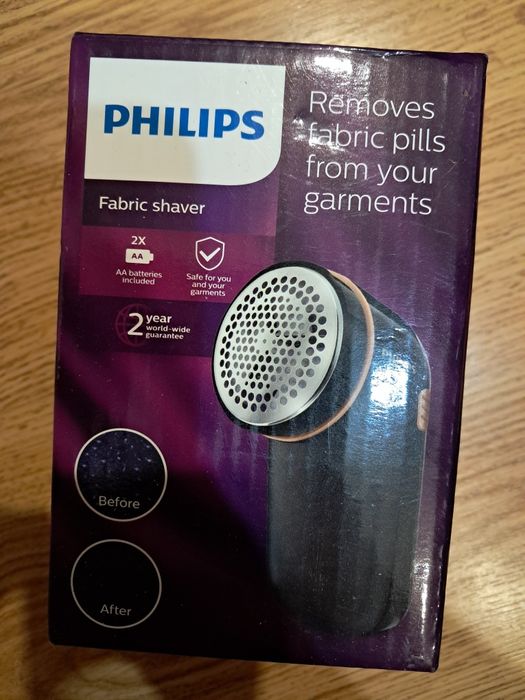 PHILIPS
Removes
fabric pills
from your
garments
Fabric shaver
2X
AA
AA batteries
included
Safe for you
and your
garments
2 year
world-wide
guarantee
Before
After